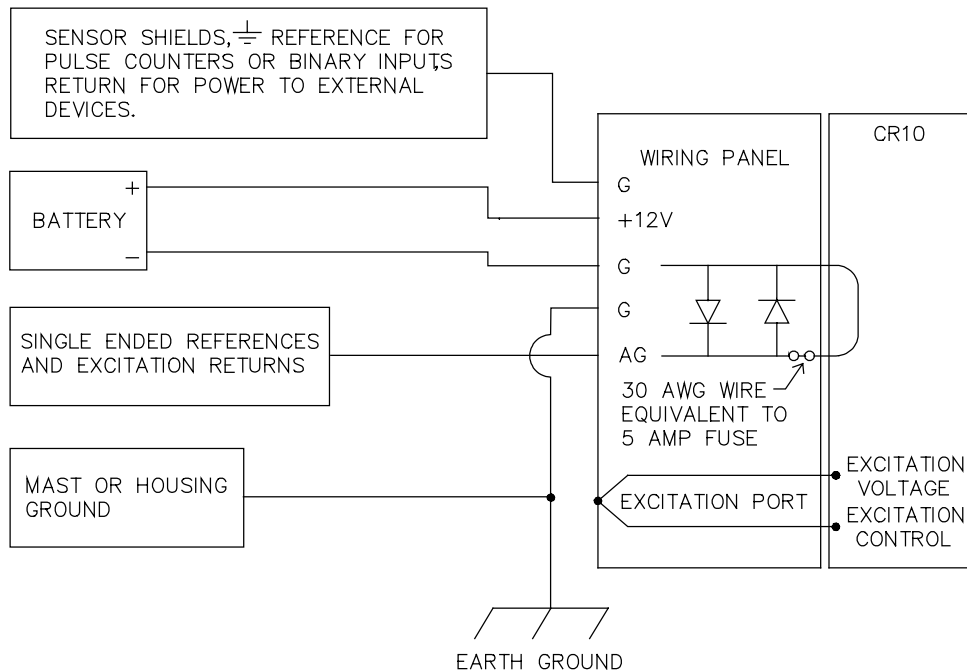 SENSOR SHIELDS, ⏚ REFERENCE FOR
PULSE COUNTERS OR BINARY INPUTS,
RETURN FOR POWER TO EXTERNAL
DEVICES.
BATTERY
+
−
SINGLE ENDED REFERENCES
AND EXCITATION RETURNS
MAST OR HOUSING
GROUND
WIRING PANEL
G
+12V
G
G
AG
30 AWG WIRE
EQUIVALENT TO
5 AMP FUSE
EXCITATION PORT
CR10
EXCITATION
VOLTAGE
EXCITATION
CONTROL
EARTH GROUND